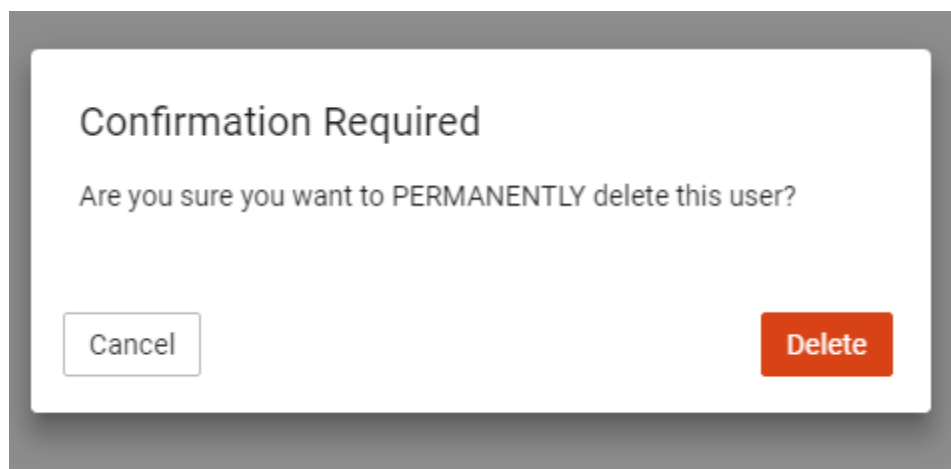 Confirmation Required
Are you sure you want to PERMANENTLY delete this user?
Cancel
Delete